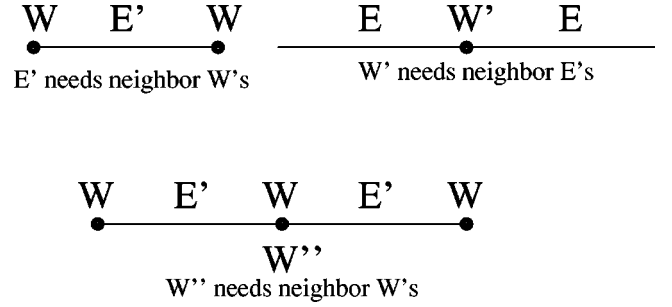 W E' W
E' needs neighbor W's
E W' E
W' needs neighbor E's
W E' W E' W
W''
W'' needs neighbor W's